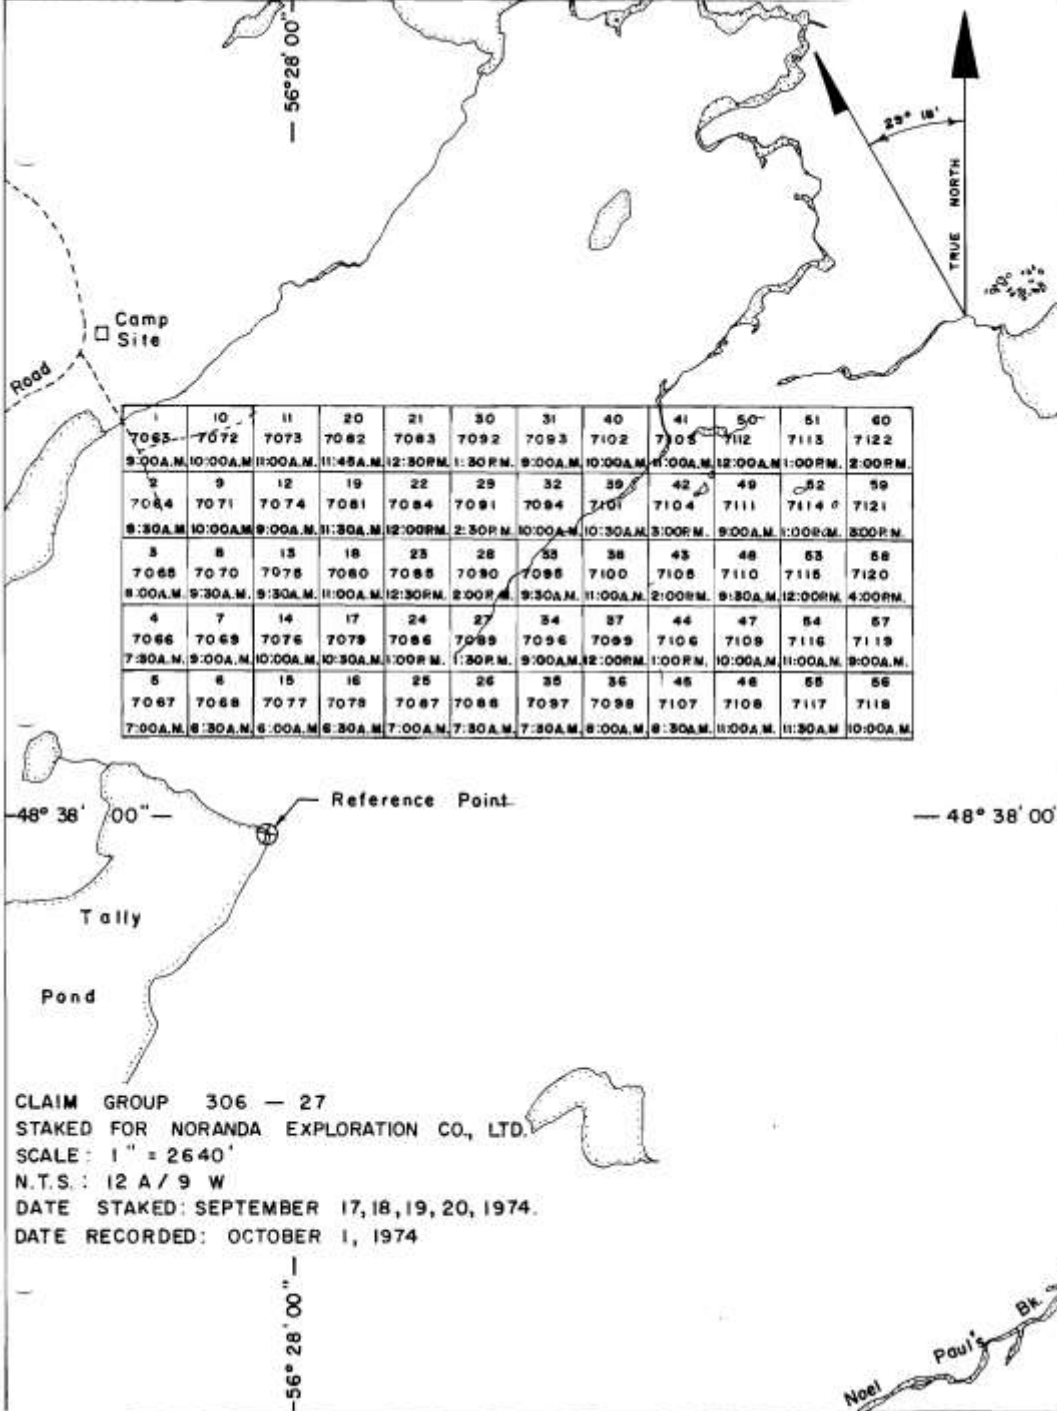 56° 28' 00"
29° 18'
TRUE NORTH
Camp
Site
Road
1 10 11 20 21 30 31 40 41 50 51 60
7063 7072 7073 7082 7083 7092 7093 7102 7103 7112 7113 7122
9:00A.M. 10:00A.M. 11:00A.M. 11:45A.M. 12:30P.M. 1:30P.M. 9:00A.M. 10:00A.M. 11:00A.M. 12:00A.M. 1:00P.M. 2:00P.M.
2 9 12 19 22 29 32 39 42 49 52 59
7064 7071 7074 7081 7084 7091 7094 7101 7104 7111 7114 7121
8:30A.M. 10:00A.M. 9:00A.M. 11:30A.M. 12:00P.M. 2:30P.M. 10:00A.M. 10:30A.M. 3:00P.M. 9:00A.M. 1:00P.M. 3:00P.M.
3 8 13 18 23 28 33 38 43 48 53 58
7065 7070 7075 7080 7085 7090 7095 7100 7105 7110 7115 7120
8:00A.M. 9:30A.M. 9:30A.M. 11:00A.M. 12:30P.M. 2:00P.M. 9:30A.M. 11:00A.M. 2:00P.M. 9:30A.M. 12:00P.M. 4:00P.M.
4 7 14 17 24 27 34 37 44 47 54 57
7066 7069 7076 7079 7086 7089 7096 7099 7106 7109 7116 7119
7:30A.M. 9:00A.M. 10:00A.M. 10:30A.M. 1:00P.M. 1:30P.M. 9:00A.M. 12:00P.M. 1:00P.M. 10:00A.M. 11:00A.M. 9:00A.M.
5 6 15 16 25 26 35 36 45 46 55 56
7067 7068 7077 7078 7087 7088 7097 7098 7107 7108 7117 7118
7:00A.M. 6:30A.M. 6:00A.M. 6:30A.M. 7:00A.M. 7:30A.M. 7:30A.M. 8:00A.M. 8:30A.M. 11:00A.M. 11:30A.M 10:00A.M.
Reference Point
48° 38' 00" 48° 38' 00"
Tally
Pond
CLAIM GROUP 306 — 27
STAKED FOR NORANDA EXPLORATION CO., LTD.
SCALE: 1" = 2640'
N.T.S.: 12 A / 9 W
DATE STAKED: SEPTEMBER 17, 18, 19, 20, 1974.
DATE RECORDED: OCTOBER 1, 1974
56° 28' 00"
Noel Paul's Bk.